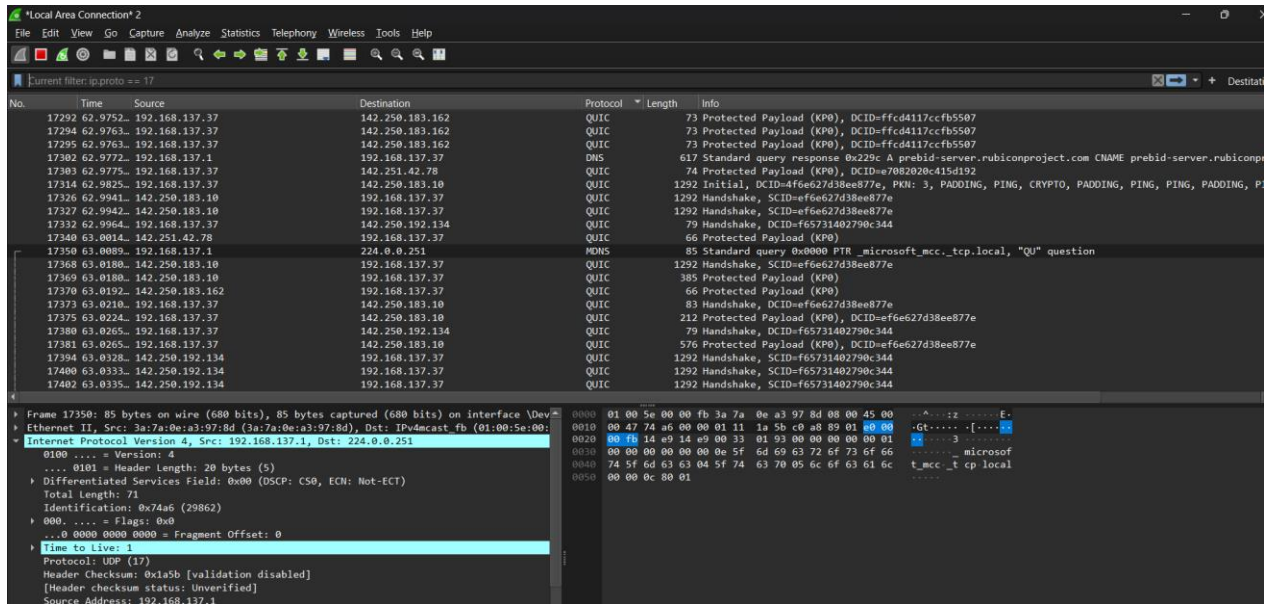 *Local Area Connection* 2
File Edit View Go Capture Analyze Statistics Telephony Wireless Tools Help
Current filter: ip.proto == 17
Destitati
No. Time Source Destination Protocol Length Info
17292 62.9752… 192.168.137.37 142.250.183.162 QUIC 73 Protected Payload (KP0), DCID=ffcd4117ccfb5507
17294 62.9763… 192.168.137.37 142.250.183.162 QUIC 73 Protected Payload (KP0), DCID=ffcd4117ccfb5507
17295 62.9763… 192.168.137.37 142.250.183.162 QUIC 73 Protected Payload (KP0), DCID=ffcd4117ccfb5507
17302 62.9772… 192.168.137.1 192.168.137.37 DNS 617 Standard query response 0x229c A prebid-server.rubiconproject.com CNAME prebid-server.rubiconpr
17303 62.9775… 192.168.137.37 142.251.42.78 QUIC 74 Protected Payload (KP0), DCID=e7082020c415d192
17314 62.9825… 192.168.137.37 142.250.183.10 QUIC 1292 Initial, DCID=4f6e627d38ee877e, PKN: 3, PADDING, PING, CRYPTO, PADDING, PING, PING, PADDING, PI
17326 62.9941… 142.250.183.10 192.168.137.37 QUIC 1292 Handshake, SCID=ef6e627d38ee877e
17327 62.9942… 142.250.183.10 192.168.137.37 QUIC 1292 Handshake, SCID=ef6e627d38ee877e
17332 62.9964… 192.168.137.37 142.250.192.134 QUIC 79 Handshake, DCID=f65731402790c344
17340 63.0014… 142.251.42.78 192.168.137.37 QUIC 66 Protected Payload (KP0)
17350 63.0089… 192.168.137.1 224.0.0.251 MDNS 85 Standard query 0x0000 PTR _microsoft_mcc._tcp.local, "QU" question
17368 63.0180… 142.250.183.10 192.168.137.37 QUIC 1292 Handshake, SCID=ef6e627d38ee877e
17369 63.0180… 142.250.183.10 192.168.137.37 QUIC 385 Protected Payload (KP0)
17370 63.0192… 142.250.183.162 192.168.137.37 QUIC 66 Protected Payload (KP0)
17373 63.0210… 192.168.137.37 142.250.183.10 QUIC 83 Handshake, DCID=ef6e627d38ee877e
17375 63.0224… 192.168.137.37 142.250.183.10 QUIC 212 Protected Payload (KP0), DCID=ef6e627d38ee877e
17380 63.0265… 192.168.137.37 142.250.192.134 QUIC 79 Handshake, DCID=f65731402790c344
17381 63.0265… 192.168.137.37 142.250.183.10 QUIC 576 Protected Payload (KP0), DCID=ef6e627d38ee877e
17394 63.0328… 142.250.192.134 192.168.137.37 QUIC 1292 Handshake, SCID=f65731402790c344
17400 63.0333… 142.250.192.134 192.168.137.37 QUIC 1292 Handshake, SCID=f65731402790c344
17402 63.0335… 142.250.192.134 192.168.137.37 QUIC 1292 Handshake, SCID=f65731402790c344
Frame 17350: 85 bytes on wire (680 bits), 85 bytes captured (680 bits) on interface \Dev
Ethernet II, Src: 3a:7a:0e:a3:97:8d (3a:7a:0e:a3:97:8d), Dst: IPv4mcast_fb (01:00:5e:00:
Internet Protocol Version 4, Src: 192.168.137.1, Dst: 224.0.0.251
0100 .... = Version: 4
.... 0101 = Header Length: 20 bytes (5)
Differentiated Services Field: 0x00 (DSCP: CS0, ECN: Not-ECT)
Total Length: 71
Identification: 0x74a6 (29862)
000. .... = Flags: 0x0
...0 0000 0000 0000 = Fragment Offset: 0
Time to Live: 1
Protocol: UDP (17)
Header Checksum: 0x1a5b [validation disabled]
[Header checksum status: Unverified]
Source Address: 192.168.137.1
0000 01 00 5e 00 00 fb 3a 7a 0e a3 97 8d 08 00 45 00 ··^···:z ······E·
0010 00 47 74 a6 00 00 01 11 1a 5b c0 a8 89 01 e0 00 ·Gt····· ·[······
0020 00 fb 14 e9 14 e9 00 33 01 93 00 00 00 00 00 01 ·······3 ········
0030 00 00 00 00 00 00 0e 5f 6d 69 63 72 6f 73 6f 66 ·······_ microsof
0040 74 5f 6d 63 63 04 5f 74 63 70 05 6c 6f 63 61 6c t_mcc·_t cp·local
0050 00 00 0c 80 01 ·····